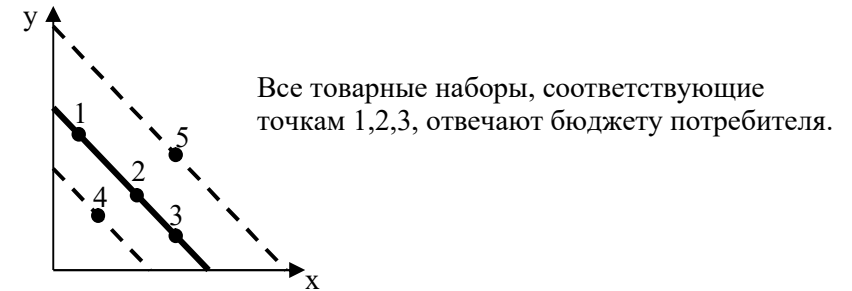 y
1
5
2
4
3
x
Все товарные наборы, соответствующие
точкам 1,2,3, отвечают бюджету потребителя.